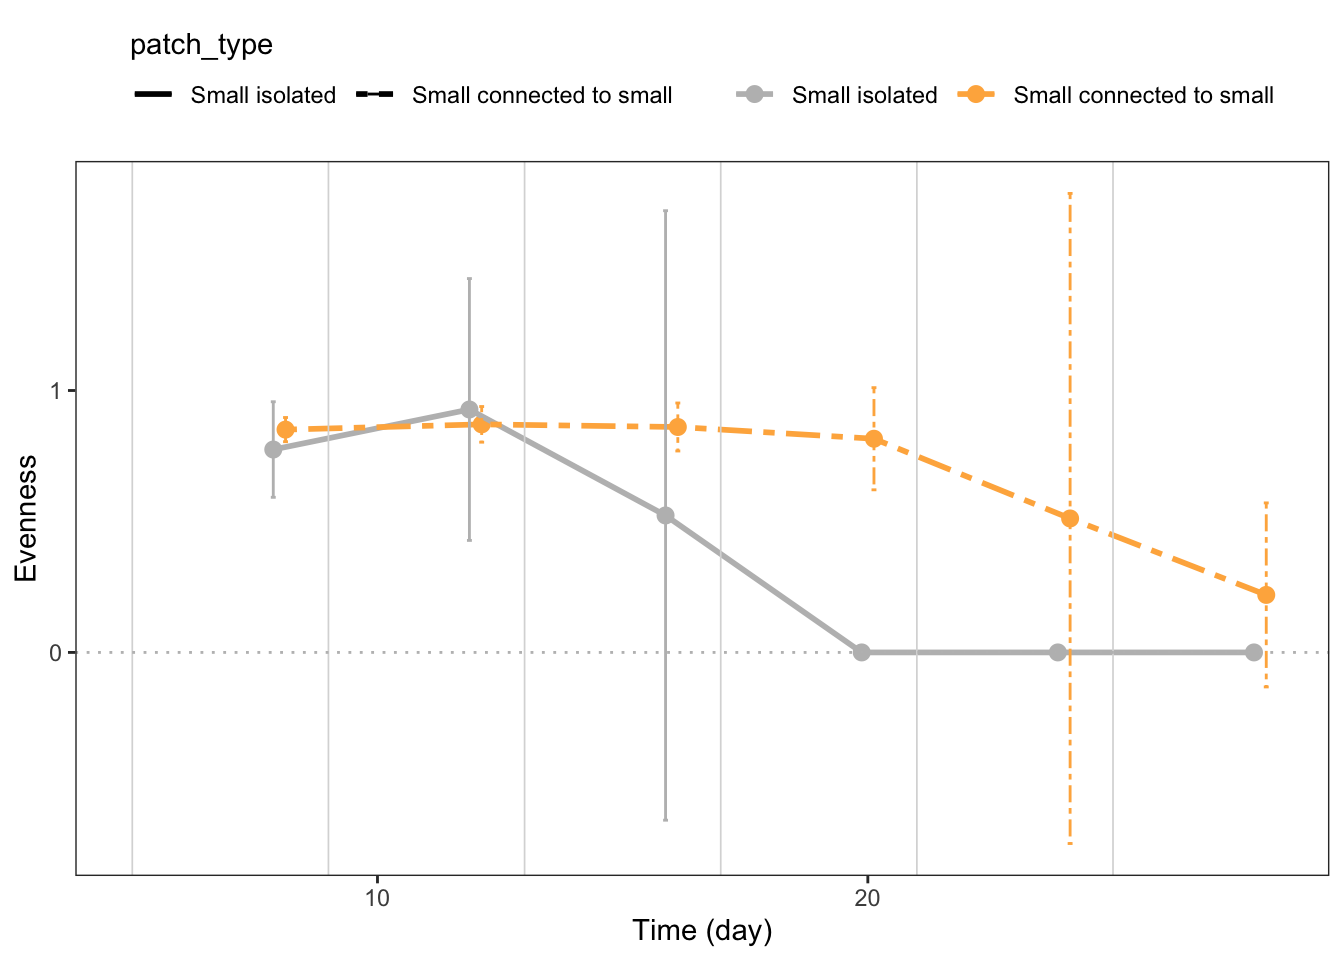 patch_type
Small isolated Small connected to small Small isolated Small connected to small
1
0
Evenness
10 20
Time (day)